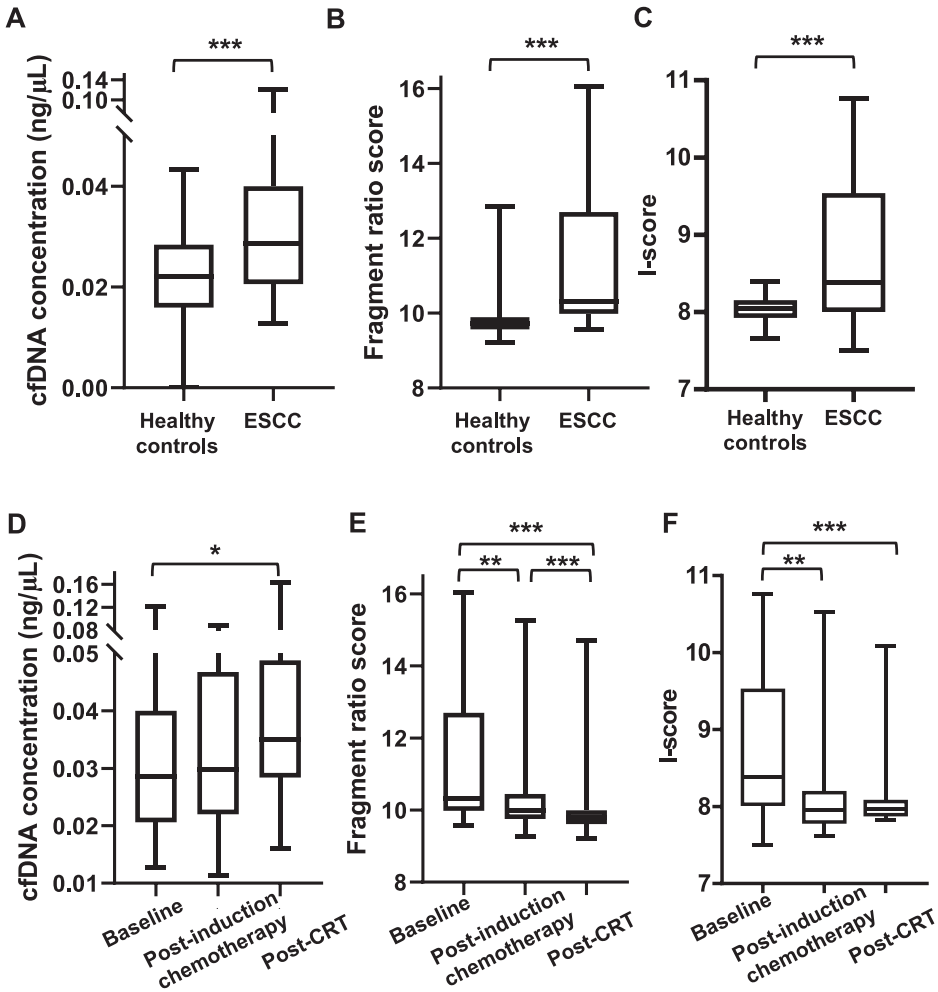 A
cfDNA concentration (ng/µL)
***
0.14
0.10
0.04
0.02
0.00
Healthy
controls
ESCC
B
Fragment ratio score
***
16
14
12
10
8
Healthy
controls
ESCC
C
I-score
***
11
10
9
8
7
Healthy
controls
ESCC
D
cfDNA concentration (ng/µL)
*
0.16
0.12
0.08
0.05
0.04
0.03
0.02
0.01
Baseline
Post-induction
chemotherapy
Post-CRT
E
Fragment ratio score
***
** ***
16
14
12
10
8
Baseline
Post-induction
chemotherapy
Post-CRT
F
I-score
***
**
11
10
9
8
7
Baseline
Post-induction
chemotherapy
Post-CRT